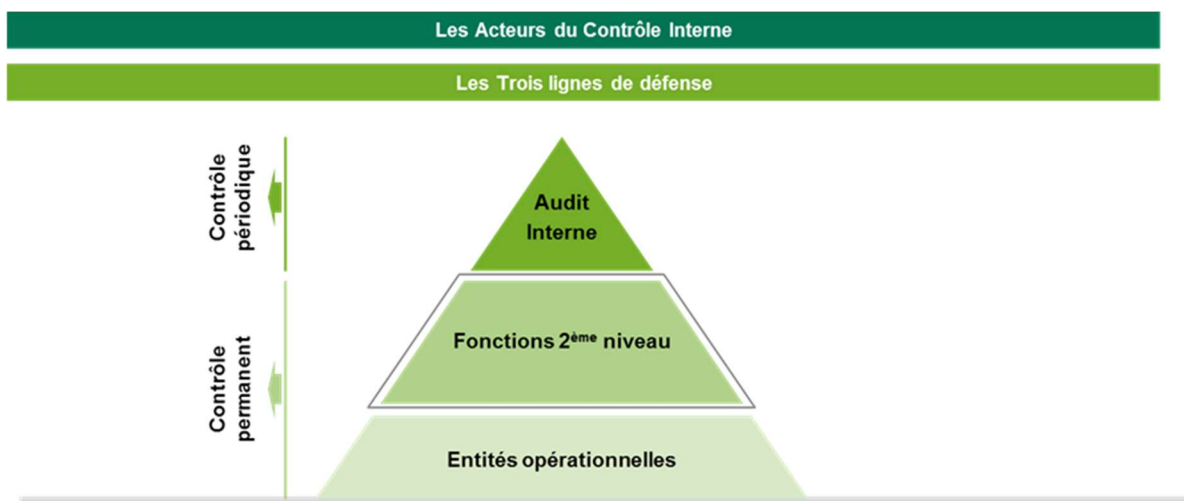 Les Acteurs du Contrôle Interne
Les Trois lignes de défense
Contrôle
périodique
Audit
Interne
Fonctions 2ème niveau
Contrôle
permanent
Entités opérationnelles